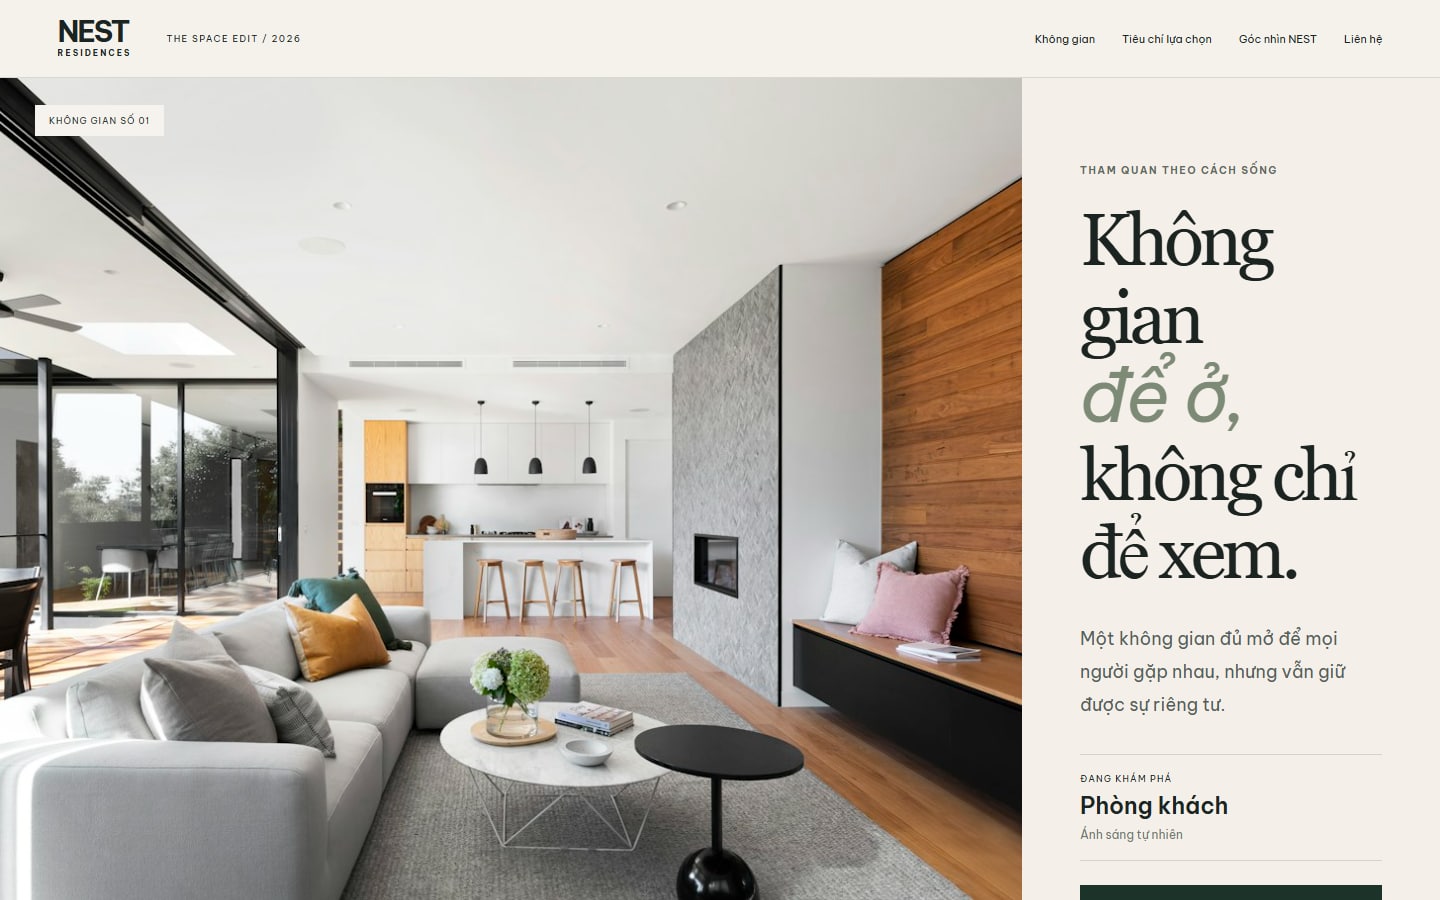 NEST
RESIDENCES
THE SPACE EDIT / 2026
Không gian
Tiêu chí lựa chọn
Góc nhìn NEST
Liên hệ
KHÔNG GIAN SỐ 01
THAM QUAN THEO CÁCH SỐNG
Không
gian
để ở,
không chỉ
để xem.
Một không gian đủ mở để mọi
người gặp nhau, nhưng vẫn giữ
được sự riêng tư.
ĐANG KHÁM PHÁ
Phòng khách
Ánh sáng tự nhiên